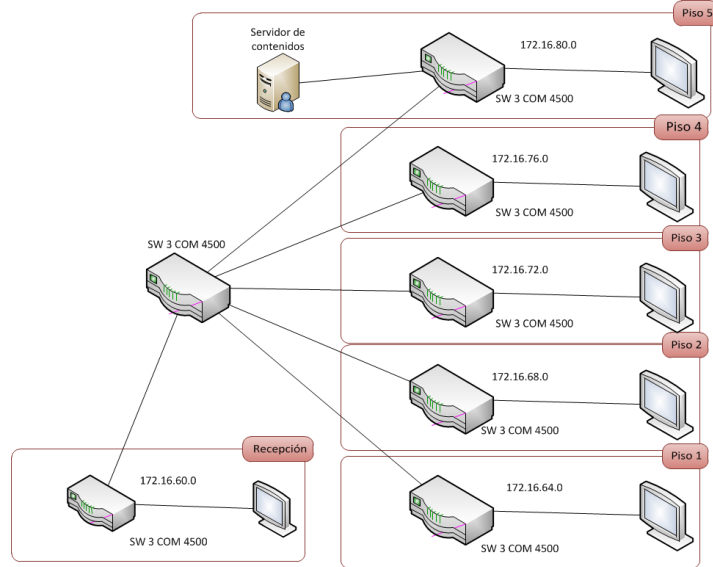 Piso 5
Servidor de
contenidos
172.16.80.0
SW 3 COM 4500
Piso 4
172.16.76.0
SW 3 COM 4500
Piso 3
SW 3 COM 4500
172.16.72.0
SW 3 COM 4500
Piso 2
172.16.68.0
SW 3 COM 4500
Recepción
Piso 1
172.16.60.0
172.16.64.0
SW 3 COM 4500
SW 3 COM 4500